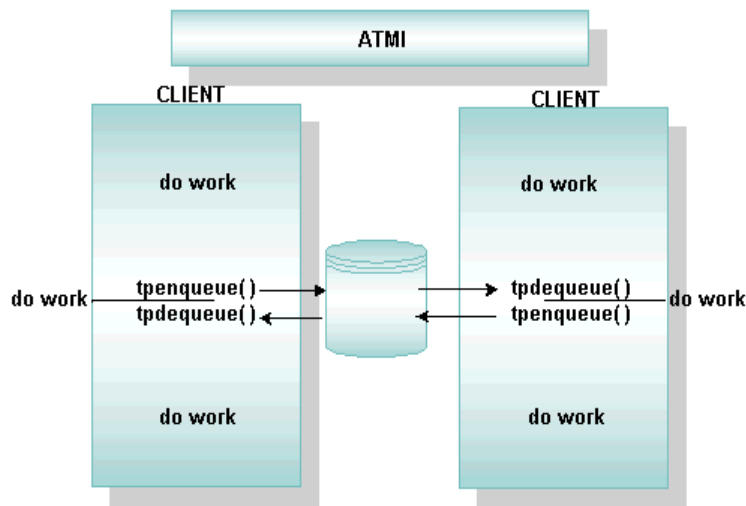 ATMI
CLIENT
do work
do work
tpenqueue()
tpdequeue()
do work
CLIENT
do work
tpdequeue()
tpenqueue()
do work
do work